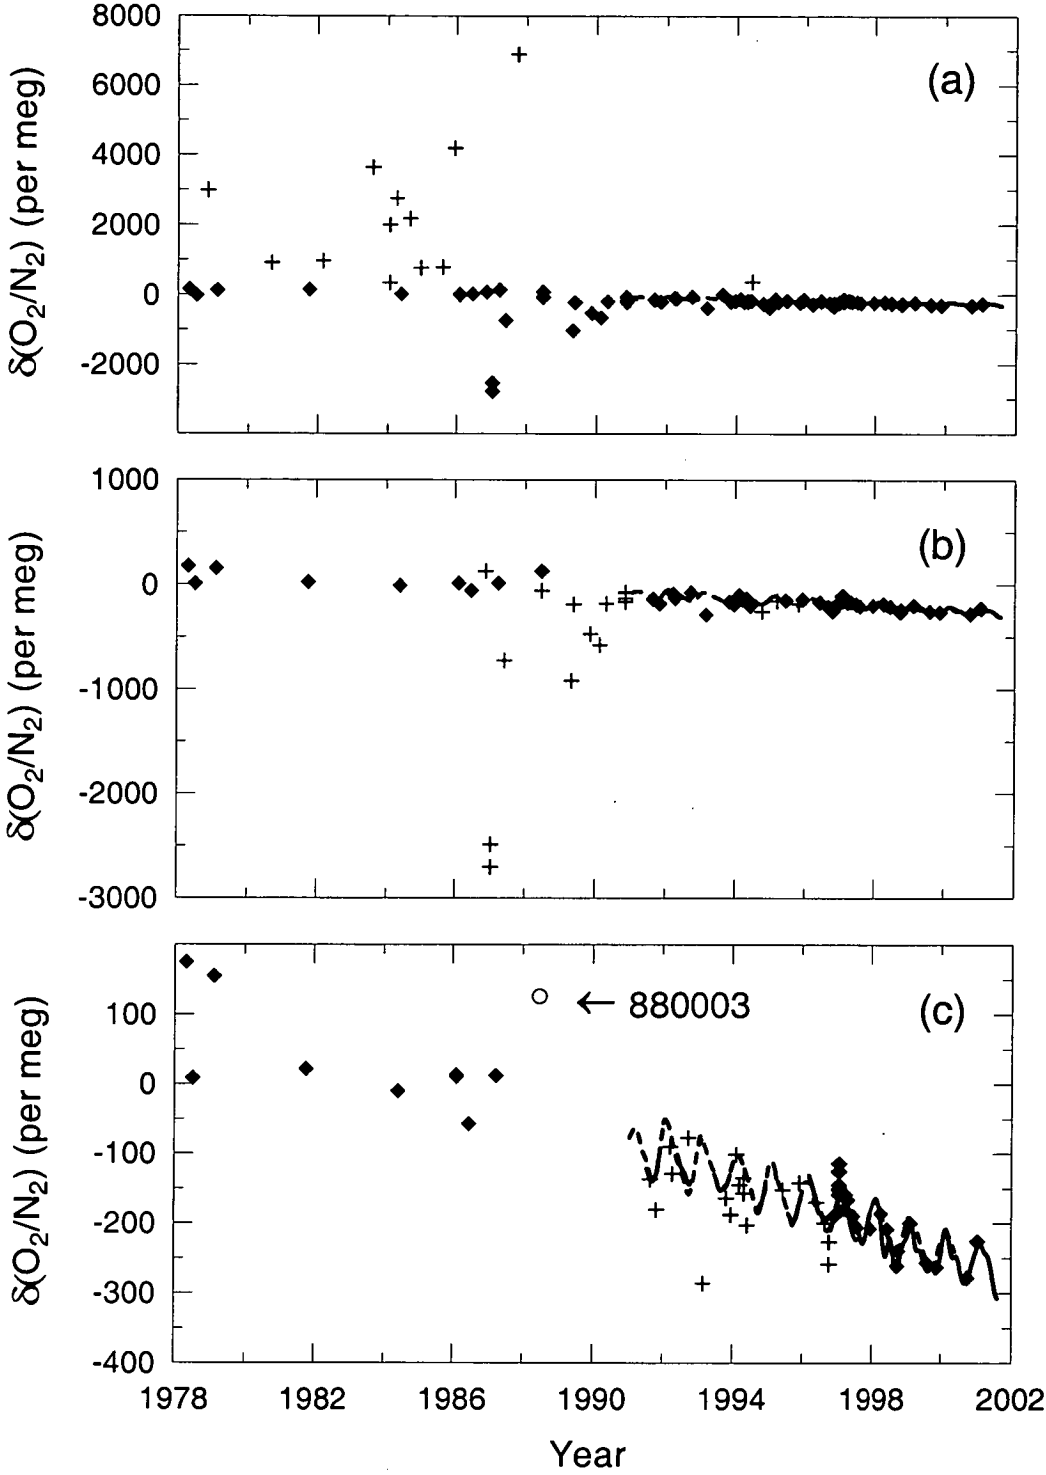 8000
6000
4000
2000
0
-2000
δ(O₂/N₂) (per meg)
(a)
1000
0
-1000
-2000
-3000
δ(O₂/N₂) (per meg)
(b)
100
0
-100
-200
-300
-400
δ(O₂/N₂) (per meg)
← 880003
(c)
1978 1982 1986 1990 1994 1998 2002
Year